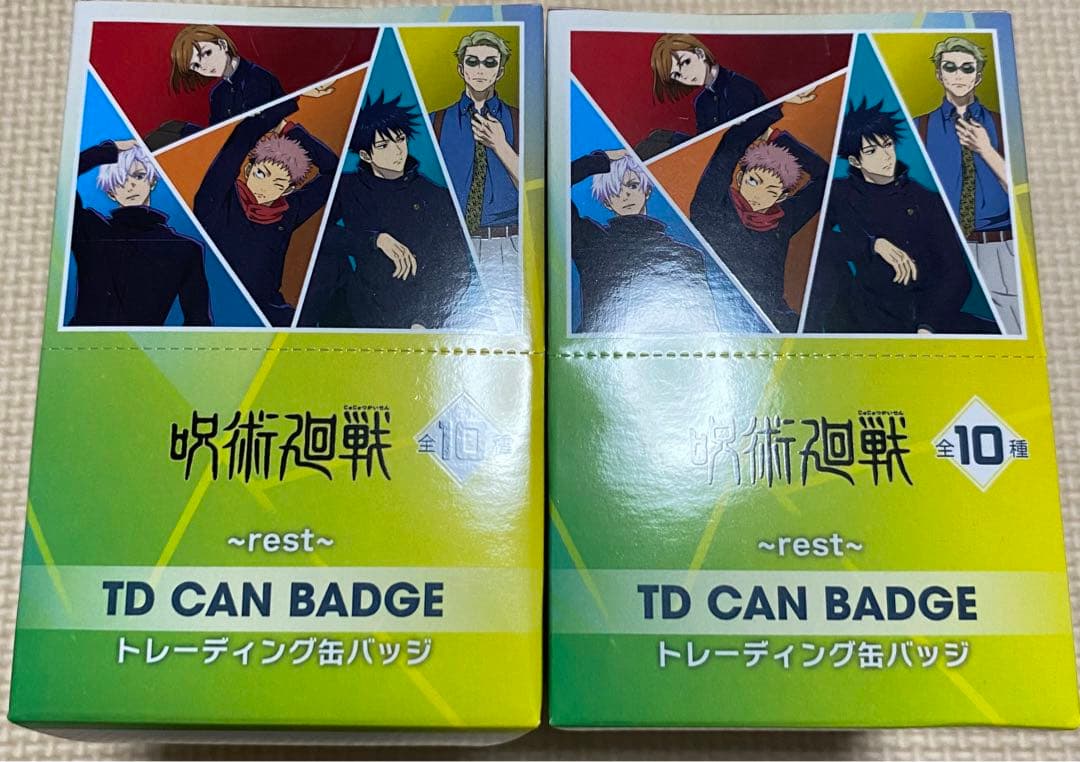 じゅじゅつかいせん
呪術廻戦
全10種
~rest~
TD CAN BADGE
トレーディング缶バッジ
じゅじゅつかいせん
呪術廻戦
全10種
~rest~
TD CAN BADGE
トレーディング缶バッジ